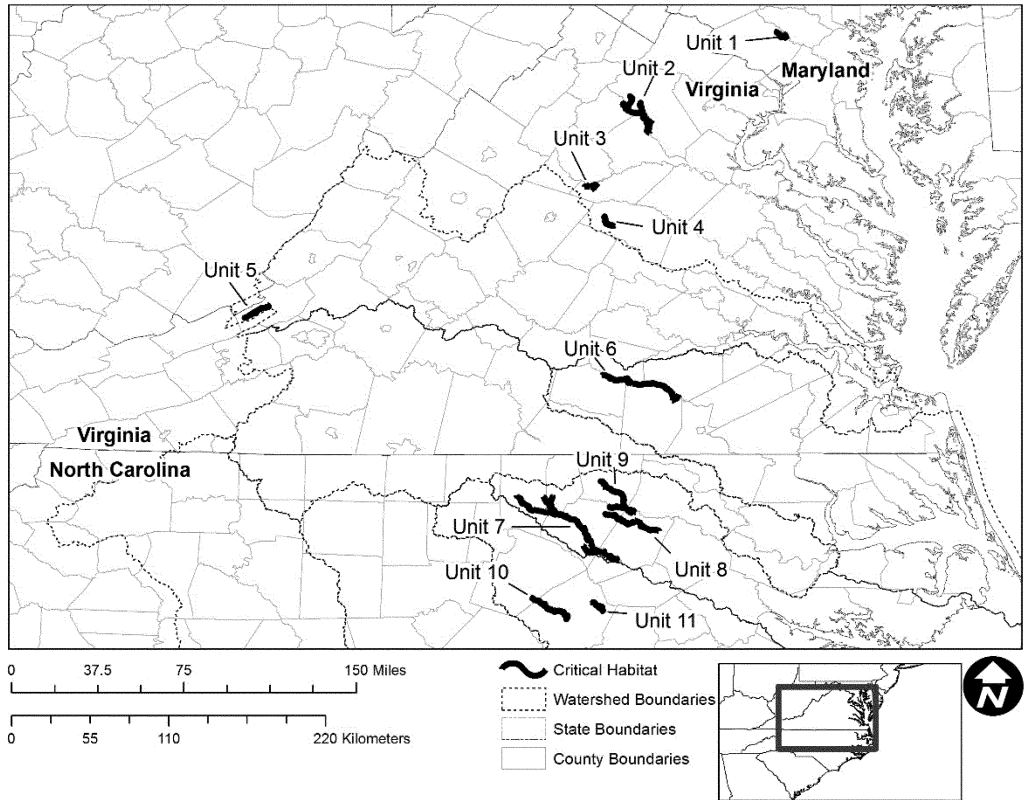 Unit 1
Maryland
Unit 2
Virginia
Unit 3
Unit 4
Unit 5
Unit 6
Virginia
North Carolina
Unit 9
Unit 7
Unit 8
Unit 10
Unit 11
0 37.5 75 150 Miles
0 55 110 220 Kilometers
Critical Habitat
Watershed Boundaries
State Boundaries
County Boundaries
N